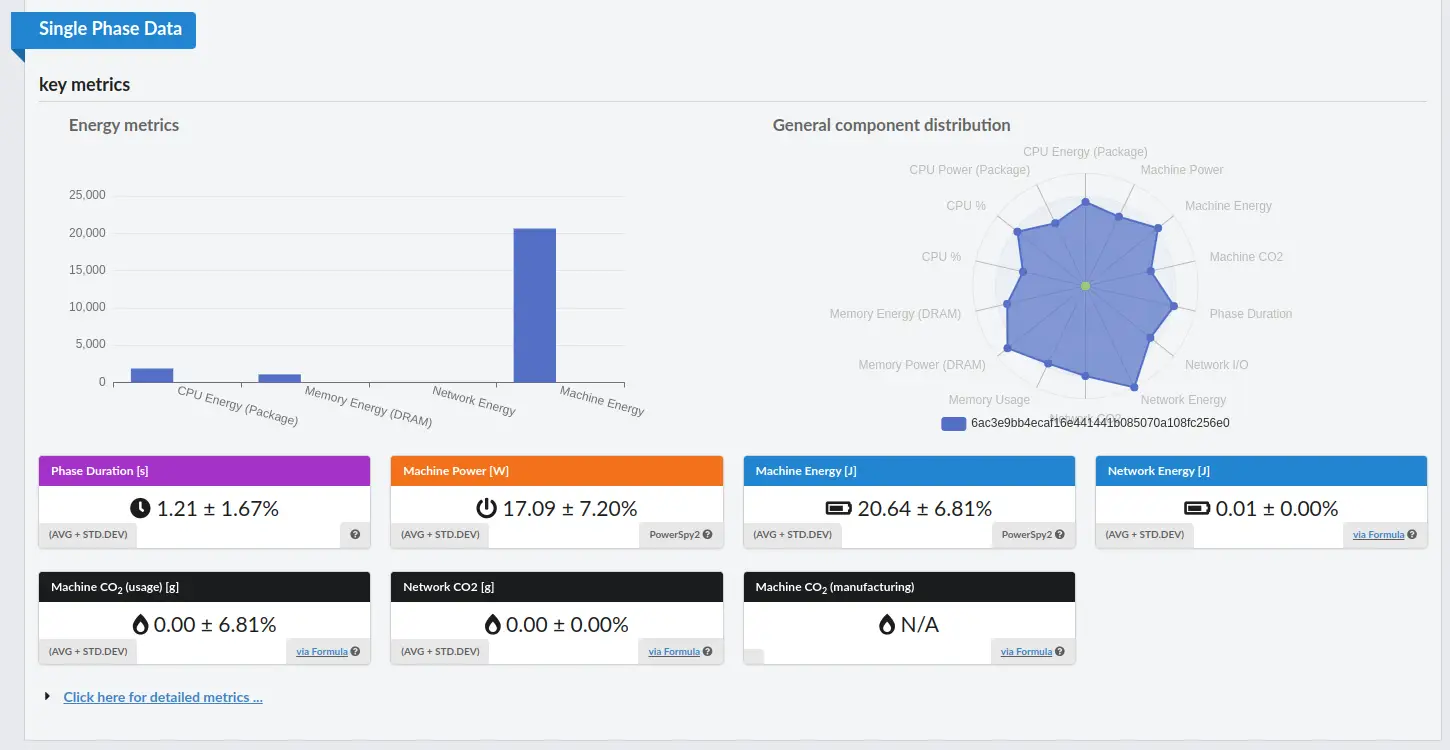 Single Phase Data
key metrics
Energy metrics
25,000
20,000
15,000
10,000
5,000
0
CPU Energy (Package)
Memory Energy (DRAM)
Network Energy
Machine Energy
General component distribution
CPU Energy (Package)
CPU Power (Package)
Machine Power
CPU %
Machine Energy
CPU %
Machine CO2
Memory Energy (DRAM)
Phase Duration
Memory Power (DRAM)
Network I/O
Memory Usage
Network Energy
Network CO2
6ac3e9bb4ecaf16e441441b085070a108fc256e0
Phase Duration [s]
1.21 ± 1.67%
(AVG + STD.DEV)
Machine Power [W]
17.09 ± 7.20%
(AVG + STD.DEV)
PowerSpy2
Machine Energy [J]
20.64 ± 6.81%
(AVG + STD.DEV)
PowerSpy2
Network Energy [J]
0.01 ± 0.00%
(AVG + STD.DEV)
via Formula
Machine CO2 (usage) [g]
0.00 ± 6.81%
(AVG + STD.DEV)
via Formula
Network CO2 [g]
0.00 ± 0.00%
(AVG + STD.DEV)
via Formula
Machine CO2 (manufacturing)
N/A
via Formula
Click here for detailed metrics ...